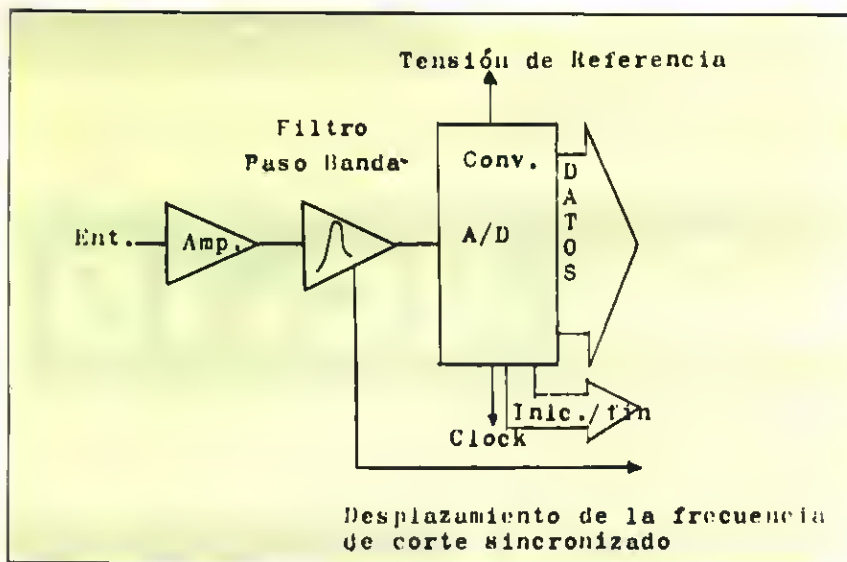 Tensión de Referencia
Filtro
Paso Banda
Conv.
A/D
DATOS
Ent.
Amp.
Inic./fin
Clock
Desplazamiento de la frecuencia
de corte sincronizado